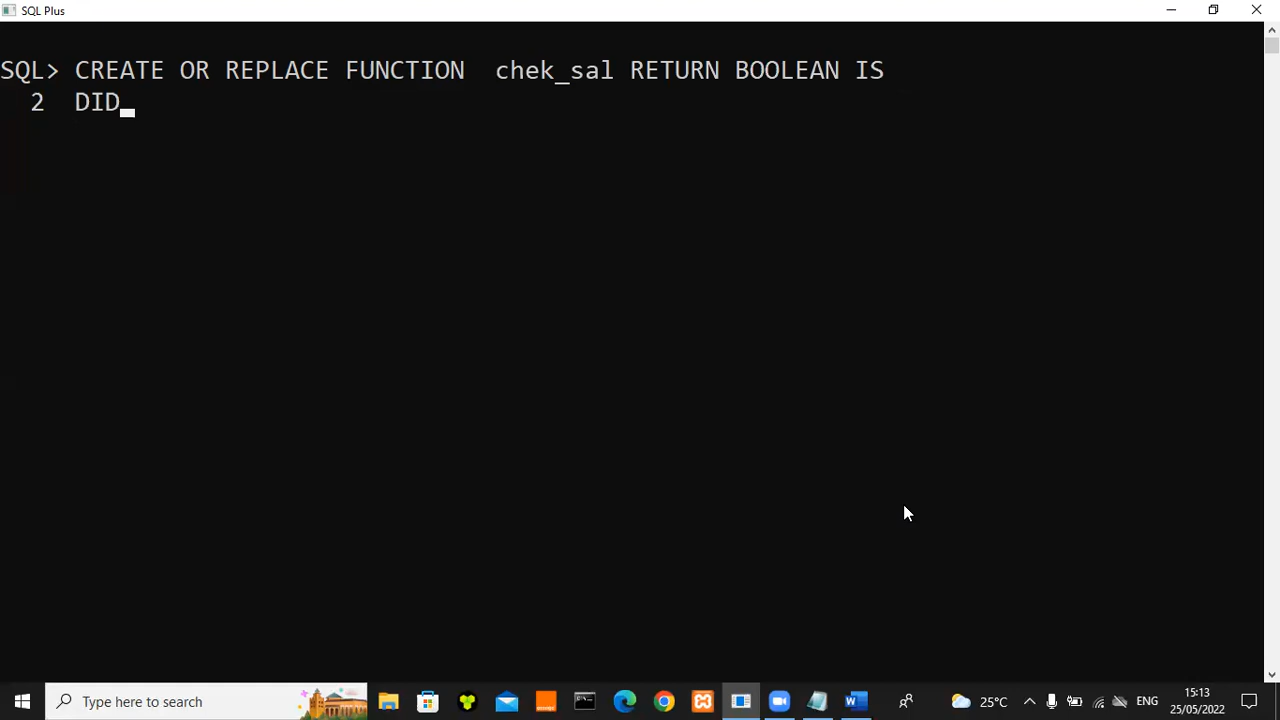 SQL Plus
SQL> CREATE OR REPLACE FUNCTION  chek_sal RETURN BOOLEAN IS
  2  DID
Type here to search
25°C
ENG
15:13
25/05/2022